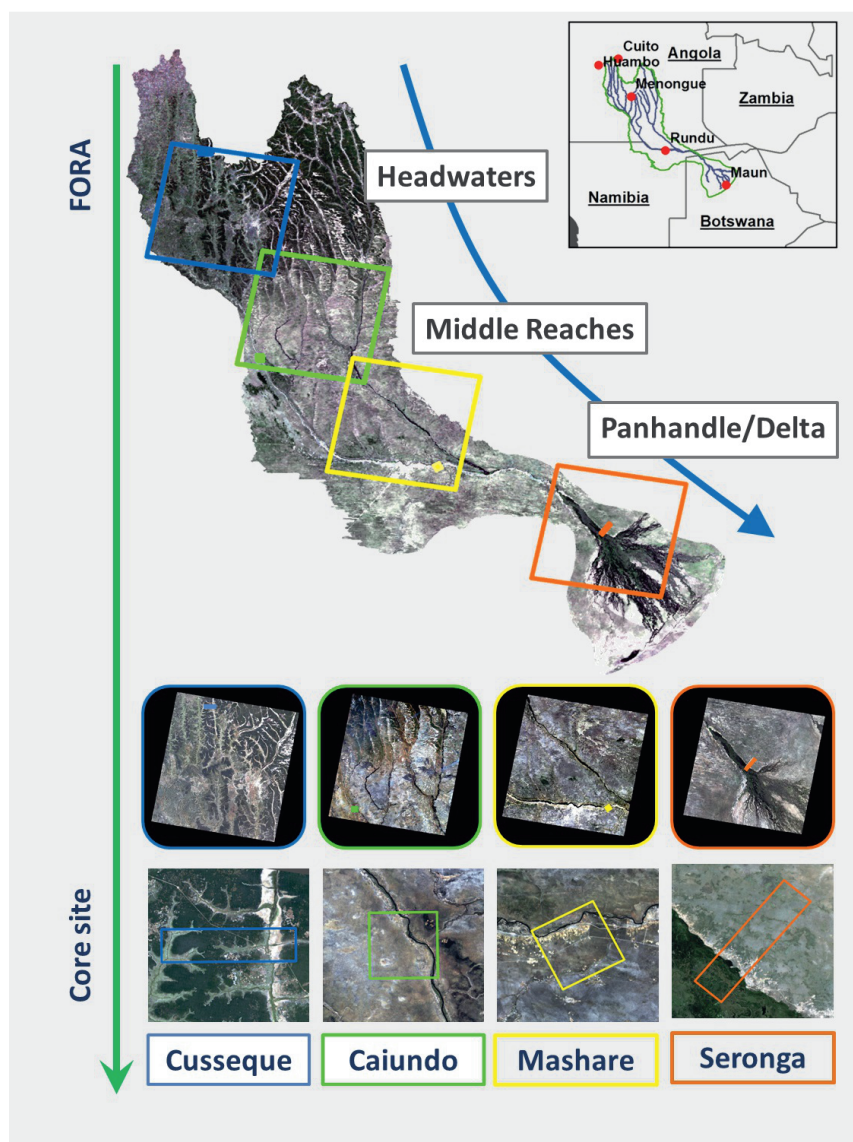 FORA
Cuito
Angola
Huambo
Menongue
Zambia
Rundu
Maun
Namibia
Botswana
Headwaters
Middle Reaches
Panhandle/Delta
Core site
Cusseque
Caiundo
Mashare
Seronga